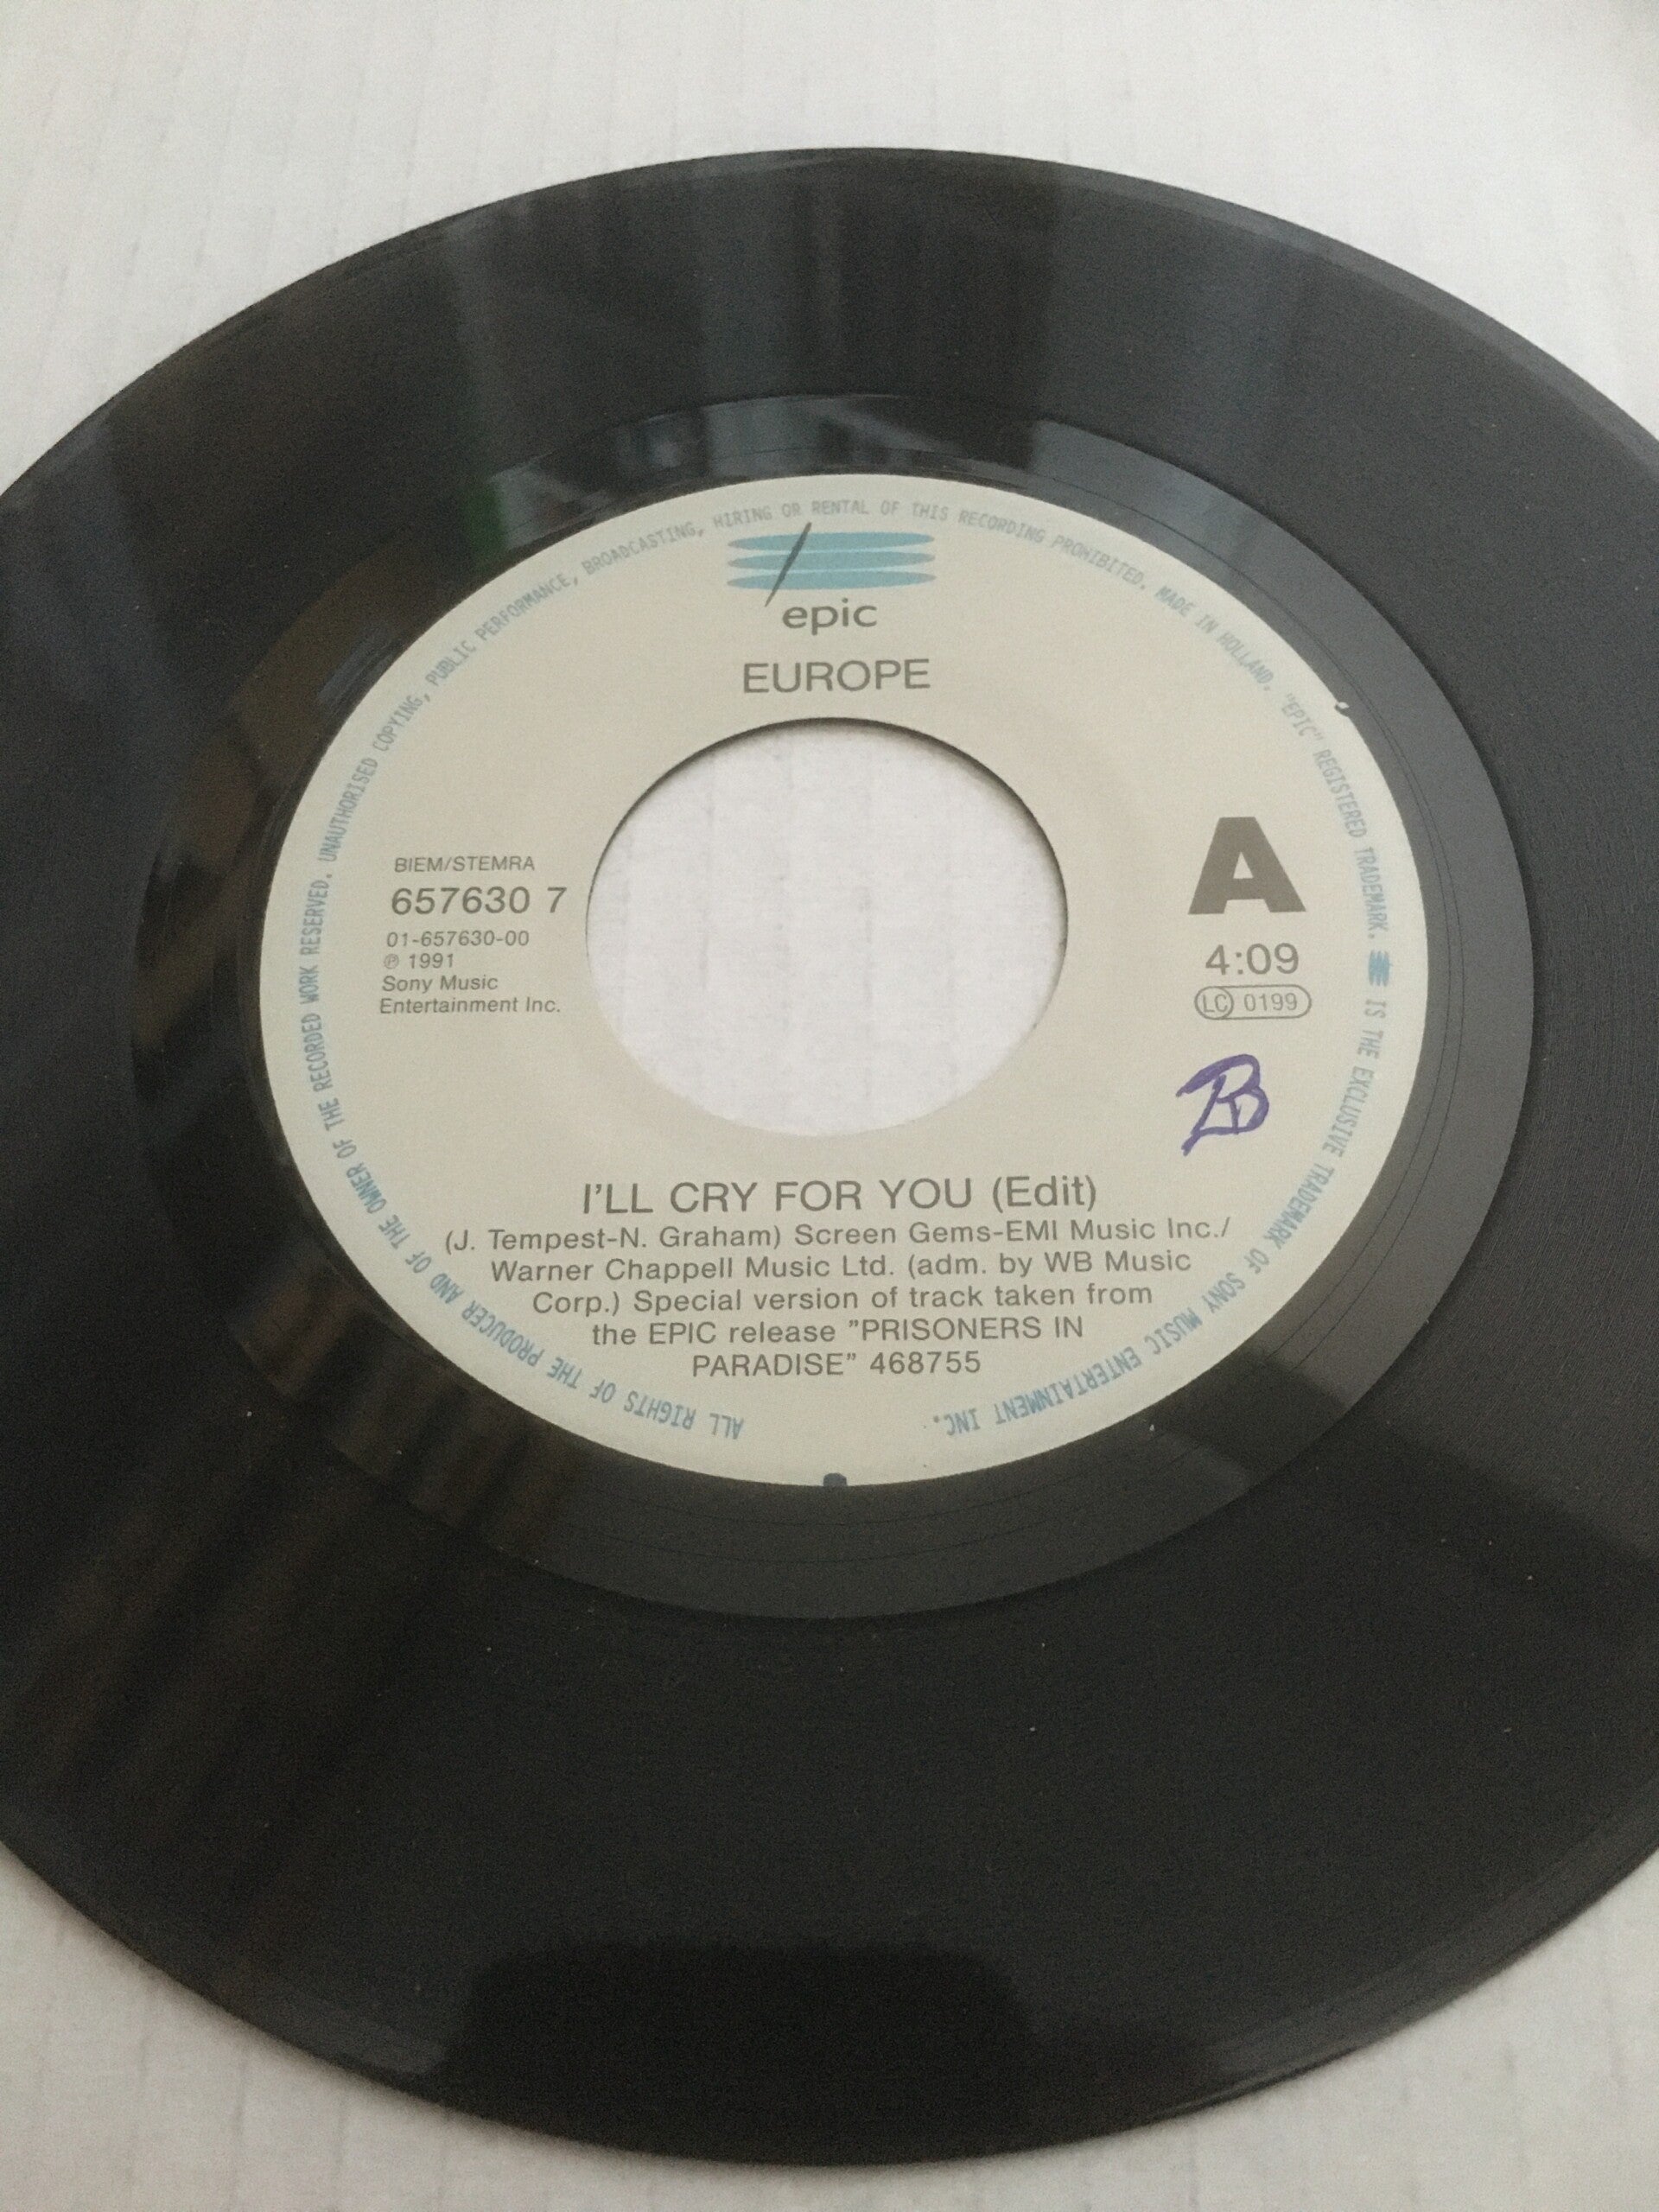 ALL RIGHTS OF THE PRODUCER AND OF THE OWNER OF THE RECORDED WORK RESERVED. UNAUTHORISED COPYING, PUBLIC PERFORMANCE, BROADCASTING, HIRING OR RENTAL OF THIS RECORDING PROHIBITED. MADE IN HOLLAND. "EPIC" REGISTERED TRADEMARK. IS THE EXCLUSIVE TRADEMARK OF SONY MUSIC ENTERTAINMENT INC.
epic
EUROPE
BIEM/STEMRA
657630 7
01-657630-00
℗ 1991
Sony Music
Entertainment Inc.
A
4:09
LC 0199
B
I'LL CRY FOR YOU (Edit)
(J. Tempest-N. Graham) Screen Gems-EMI Music Inc./
Warner Chappell Music Ltd. (adm. by WB Music
Corp.) Special version of track taken from
the EPIC release "PRISONERS IN
PARADISE" 468755